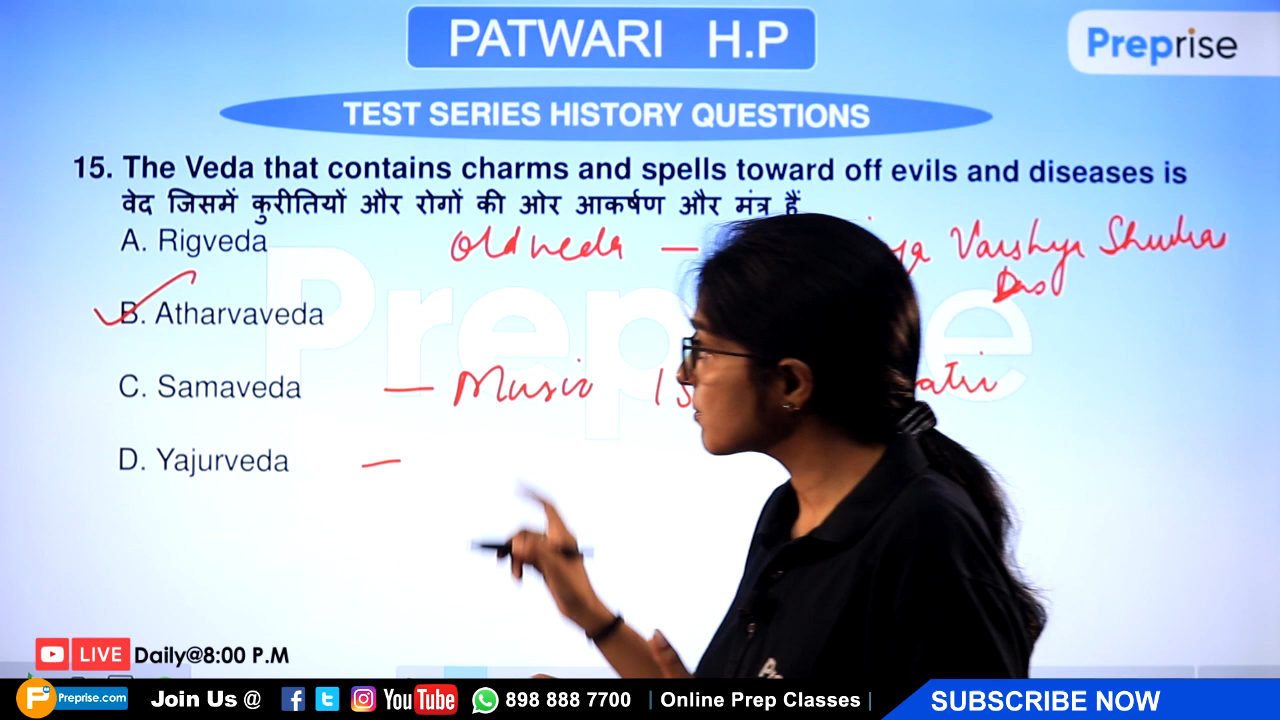 PATWARI H.P
Preprise
TEST SERIES HISTORY QUESTIONS
15. The Veda that contains charms and spells toward off evils and diseases is
वेद जिसमें कुरीतियों और रोगों की ओर आकर्षण और मंत्र हैं
A. Rigveda
Old veda — Varshya Shudra
Das
B. Atharvaveda
C. Samaveda — Music
D. Yajurveda —
LIVE Daily@8:00 P.M
Preprise.com Join Us @ YouTube 898 888 7700 | Online Prep Classes | SUBSCRIBE NOW